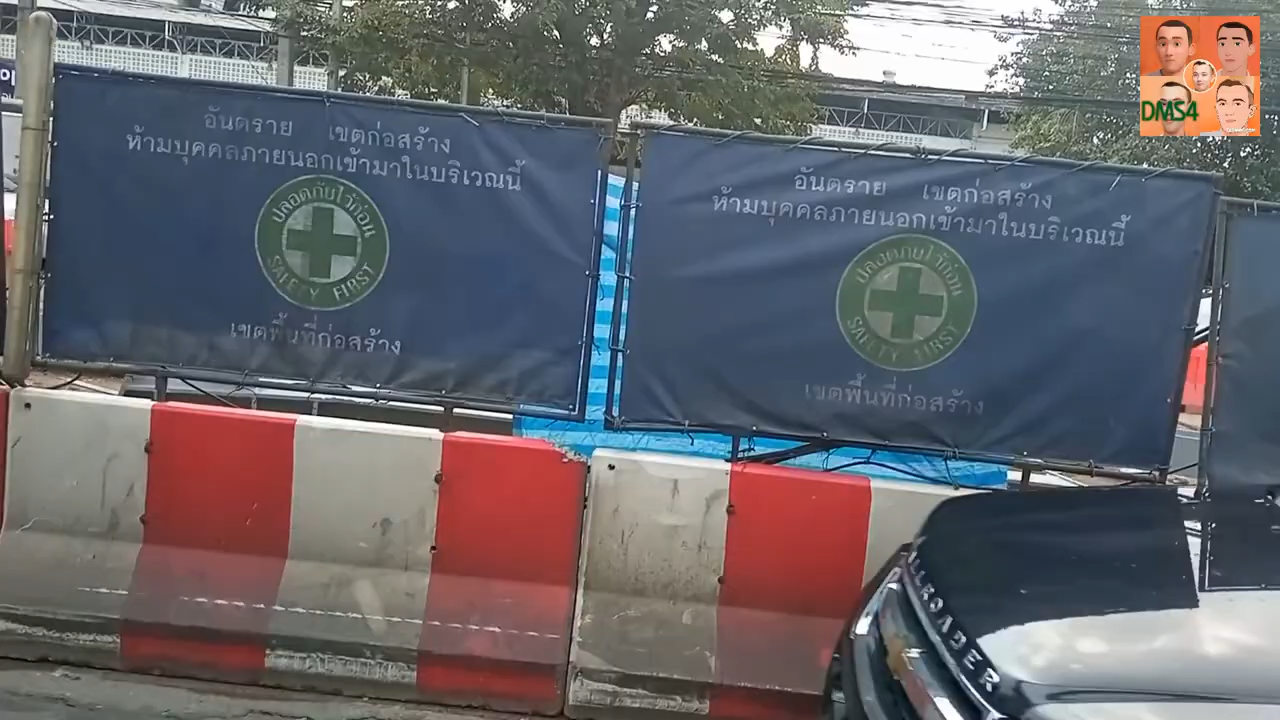 อันตราย เขตก่อสร้าง
ห้ามบุคคลภายนอกเข้ามาในบริเวณนี้
ปลอดภัยไว้ก่อน
SAFETY FIRST
เขตพื้นที่ก่อสร้าง
อันตราย เขตก่อสร้าง
ห้ามบุคคลภายนอกเข้ามาในบริเวณนี้
ปลอดภัยไว้ก่อน
SAFETY FIRST
เขตพื้นที่ก่อสร้าง
ALLROADER
DMS4